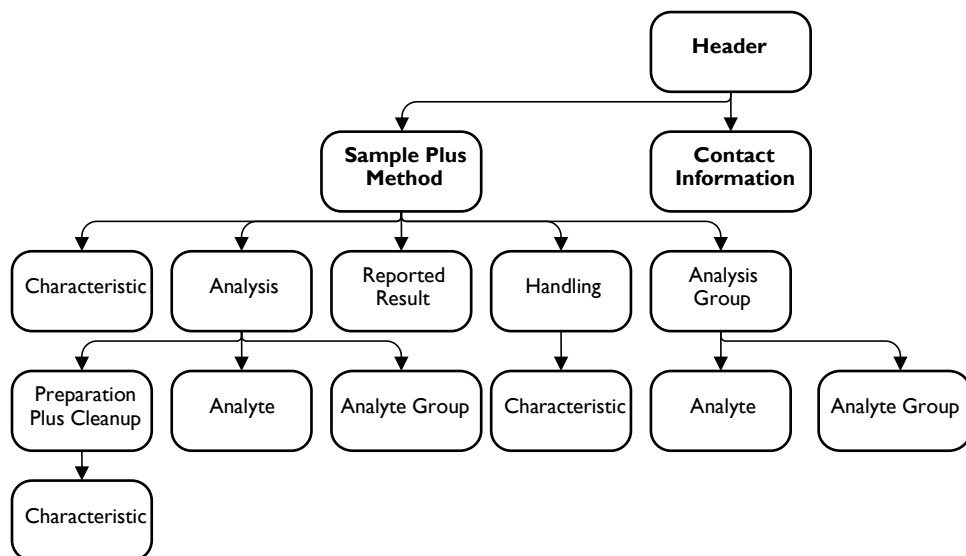 Header
Sample Plus
Method
Contact
Information
Characteristic
Analysis
Reported
Result
Handling
Analysis
Group
Preparation
Plus Cleanup
Analyte
Analyte Group
Characteristic
Analyte
Analyte Group
Characteristic